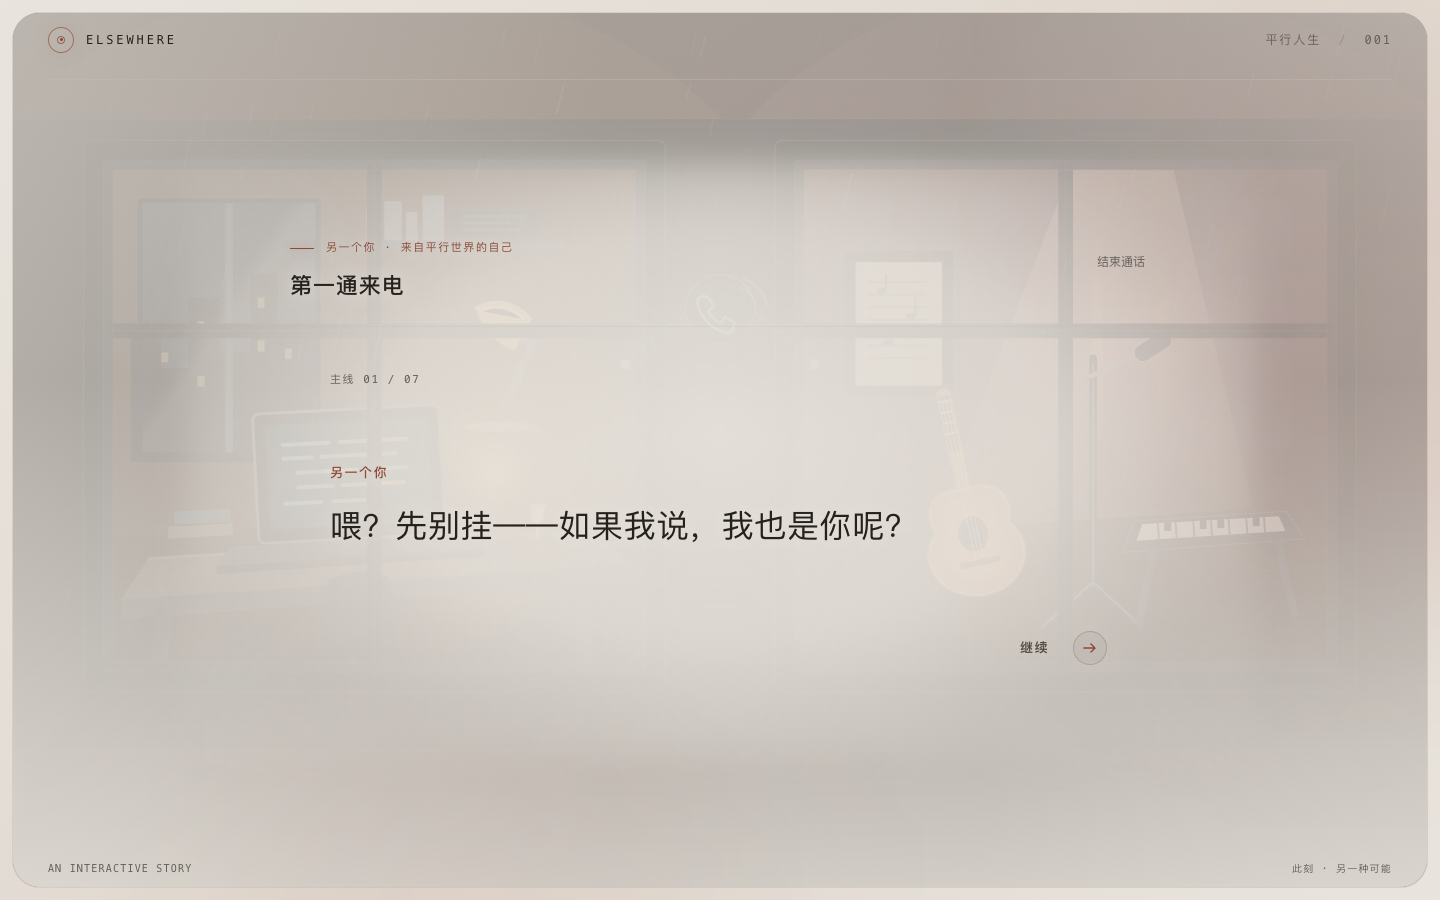 ELSEWHERE
平行人生 / 001
另一个你 · 来自平行世界的自己
第一通来电
结束通话
主线 01 / 07
另一个你
喂？先别挂——如果我说，我也是你呢？
继续
AN INTERACTIVE STORY
此刻 · 另一种可能